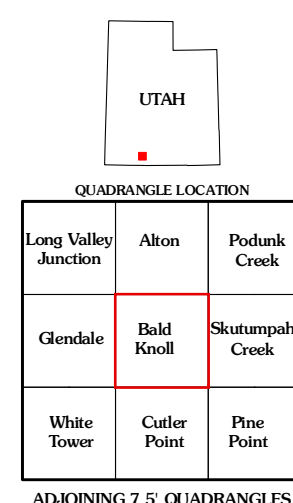 UTAH
QUADRANGLE LOCATION
Long Valley
Junction
Alton
Podunk
Creek
Glendale
Bald
Knoll
Skutumpah
Creek
White
Tower
Cutler
Point
Pine
Point
ADJOINING 7.5' QUADRANGLES